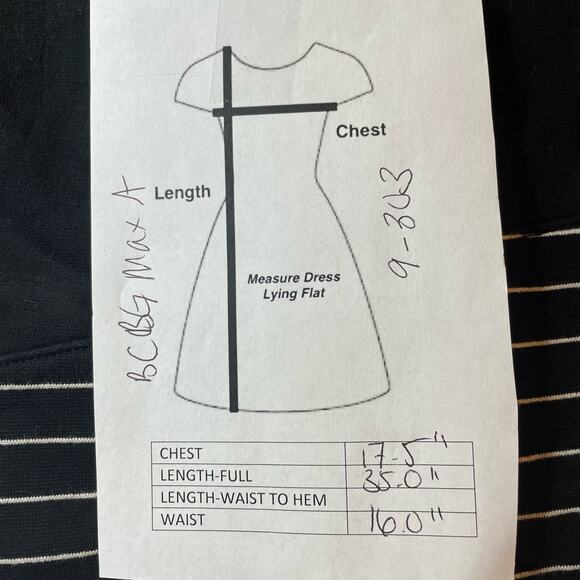 Chest
Length
BCBG Max A
9-303
Measure Dress
Lying Flat
CHEST 17.5"
LENGTH-FULL 35.0"
LENGTH-WAIST TO HEM
WAIST 16.0"